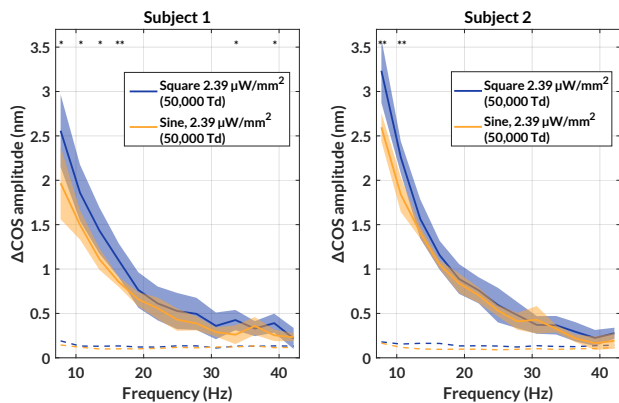 Subject 1
3.5
3
2.5
2
1.5
1
0.5
0
* * * ** * *
Square 2.39 µW/mm²
(50,000 Td)
Sine, 2.39 µW/mm²
(50,000 Td)
10 20 30 40
Frequency (Hz)
ΔCOS amplitude (nm)
Subject 2
3.5
3
2.5
2
1.5
1
0.5
0
** **
Square 2.39 µW/mm²
(50,000 Td)
Sine, 2.39 µW/mm²
(50,000 Td)
10 20 30 40
Frequency (Hz)
ΔCOS amplitude (nm)